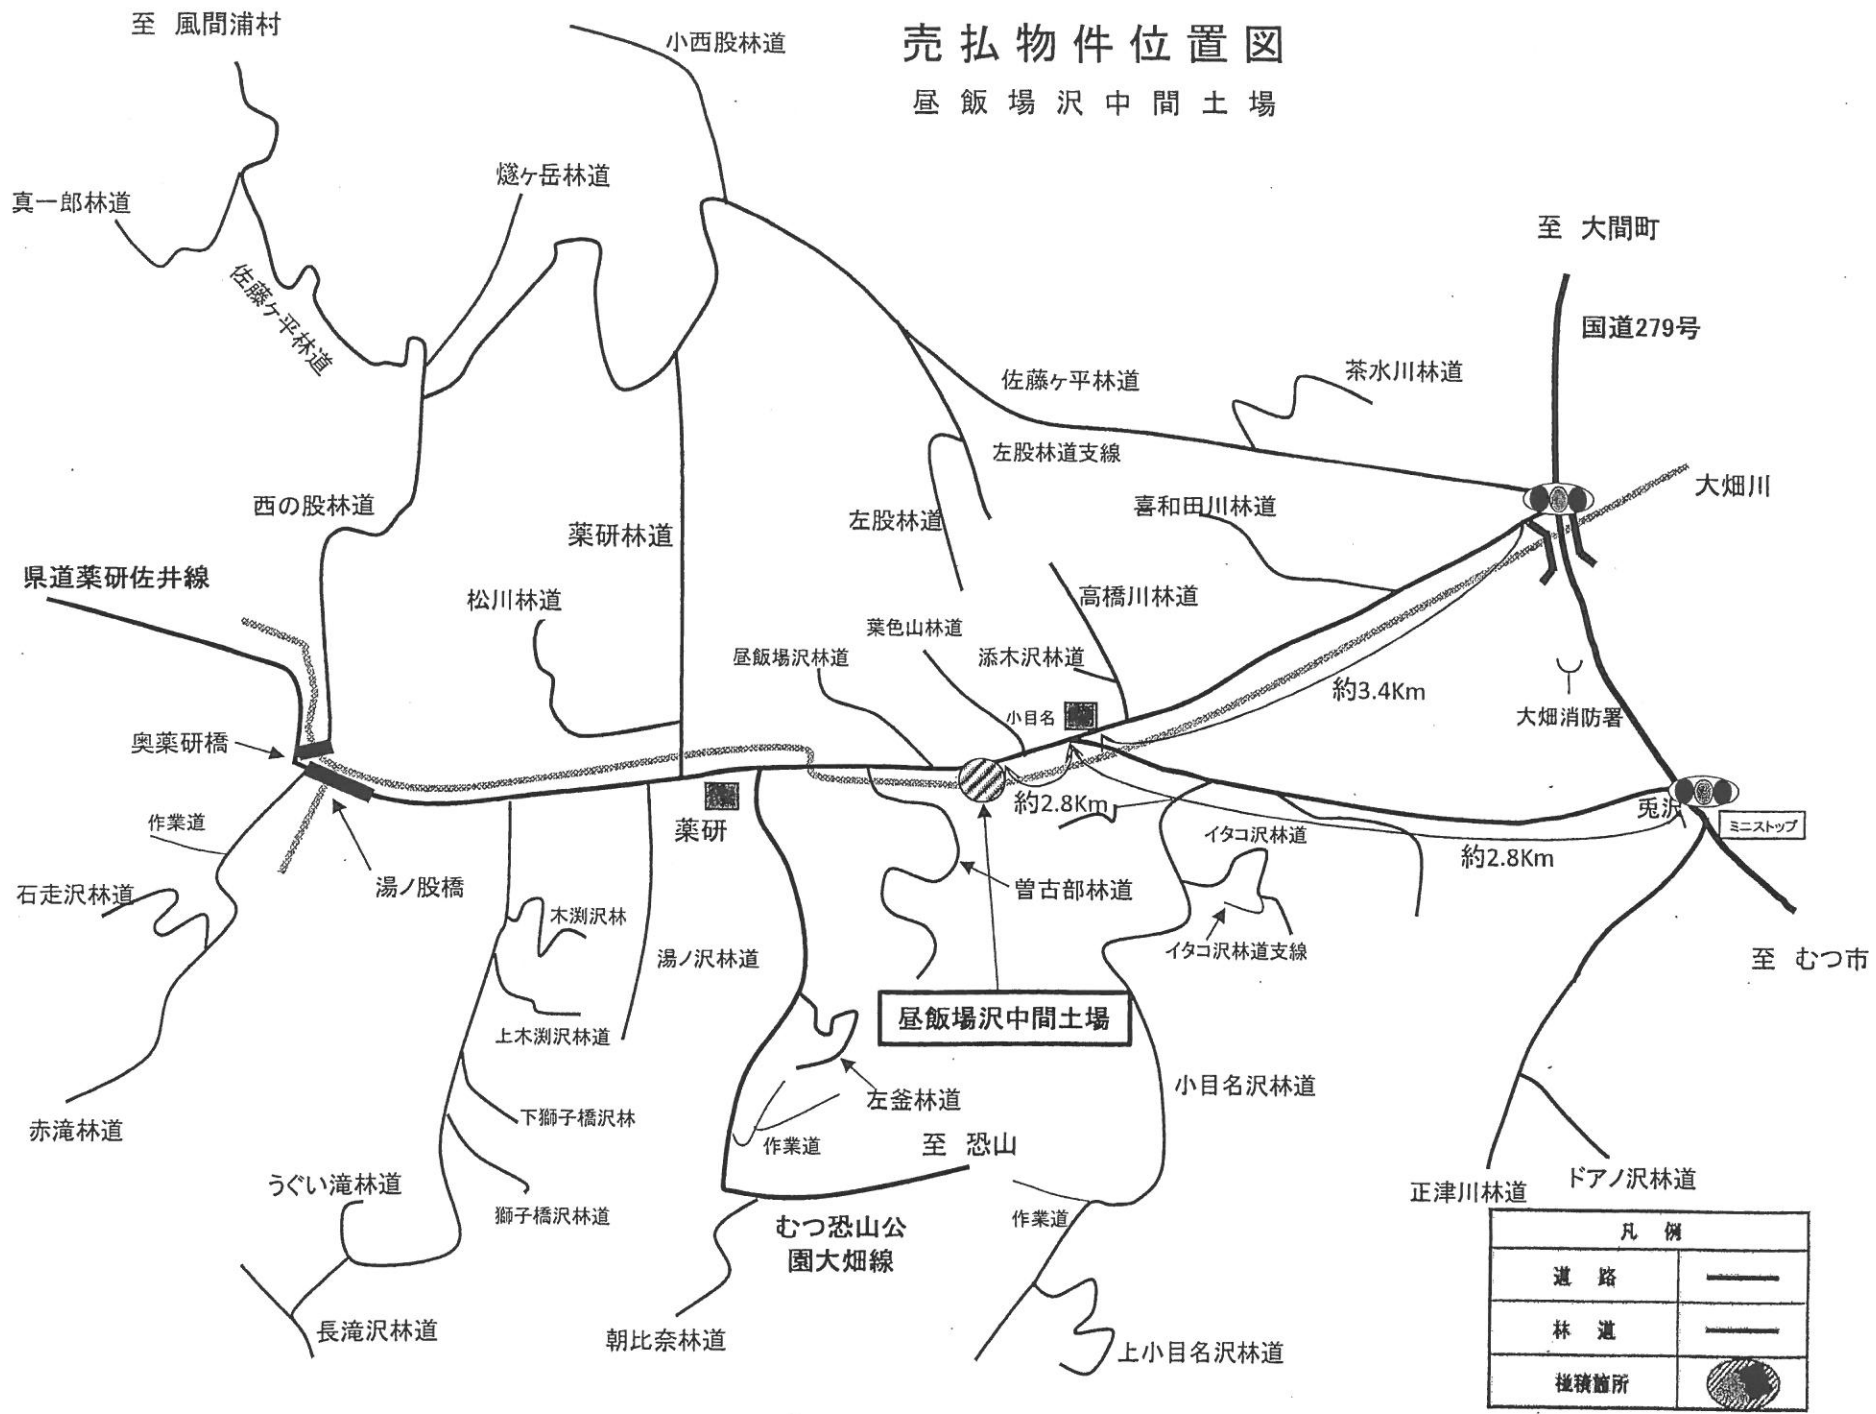 売払物件位置図
昼飯場沢中間土場
至 風間浦村
小西股林道
燧ヶ岳林道
真一郎林道
至 大間町
佐藤ヶ平林道
国道279号
佐藤ヶ平林道
茶水川林道
左股林道支線
大畑川
西の股林道
薬研林道
左股林道
喜和田川林道
県道薬研佐井線
松川林道
高橋川林道
葉色山林道
昼飯場沢林道
添木沢林道
約3.4Km
小目名
大畑消防署
奥薬研橋
約2.8Km
兎沢
ミニストップ
作業道
薬研
イタコ沢林道
約2.8Km
湯ノ股橋
石走沢林道
曽古部林道
木渕沢林
イタコ沢林道支線
湯ノ沢林道
至 むつ市
昼飯場沢中間土場
上木渕沢林道
小目名沢林道
左釜林道
赤滝林道
下獅子橋沢林
作業道
至 恐山
うぐい滝林道
ドアノ沢林道
正津川林道
獅子橋沢林道
作業道
むつ恐山公
園大畑線
長滝沢林道
朝比奈林道
上小目名沢林道
凡 例
道 路
林 道